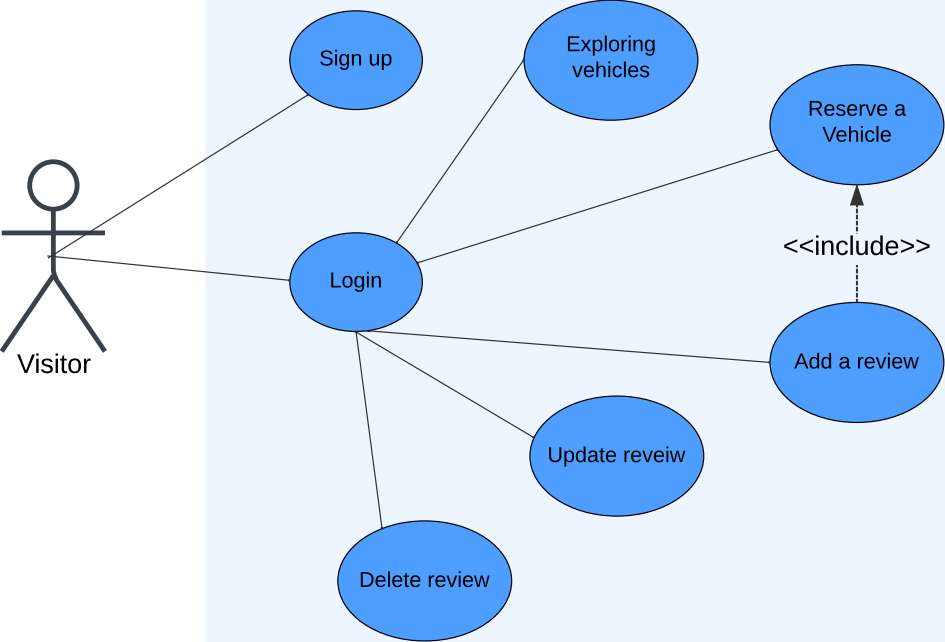 Sign up
Exploring
vehicles
Reserve a
Vehicle
<<include>>
Login
Visitor
Add a review
Update reveiw
Delete review